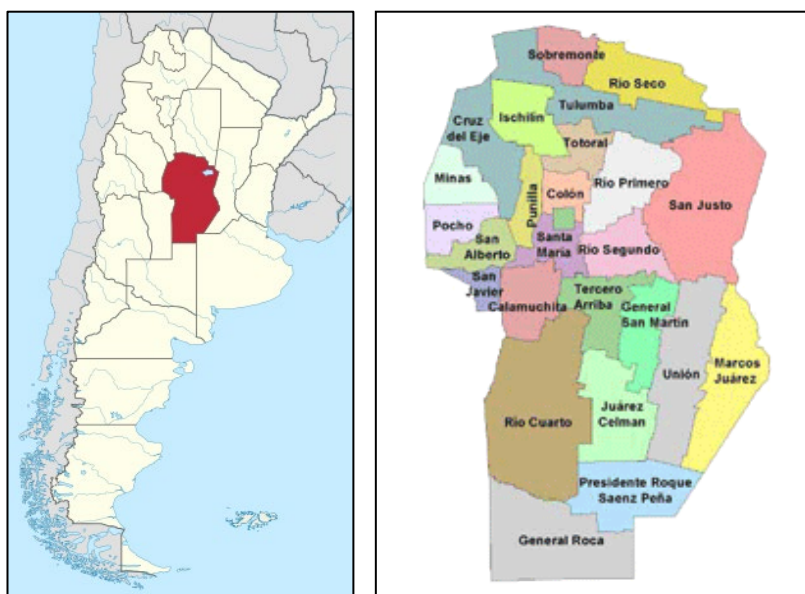 Sobremonte
Río Seco
Tulumba
Ischilín
Cruz
del Eje
Totoral
Minas
Río Primero
Colón
Punilla
San Justo
Pocho
San
Alberto
Santa
María
Río Segundo
San
Javier
Calamuchita
Tercero
Arriba
General
San Martín
Unión
Marcos
Juárez
Juárez
Celman
Río Cuarto
Presidente Roque
Saenz Peña
General Roca